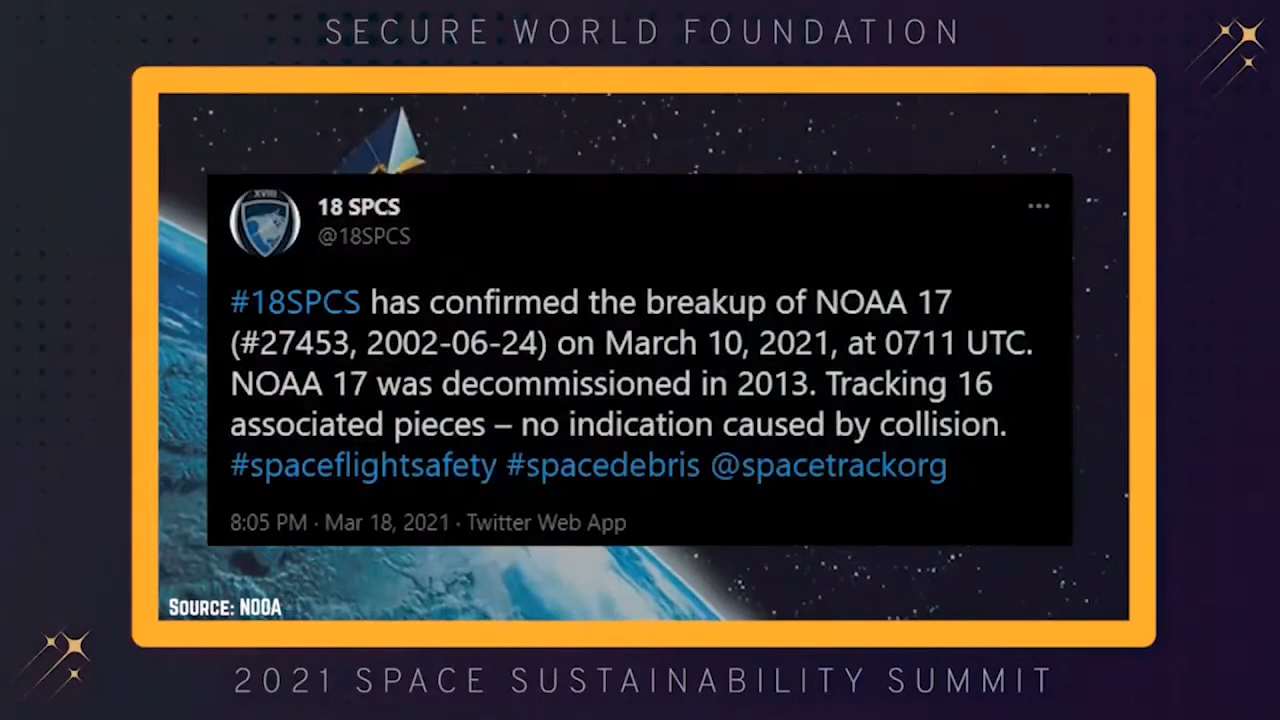 SECURE WORLD FOUNDATION
XVIII
18 SPCS
@18SPCS
#18SPCS has confirmed the breakup of NOAA 17
(#27453, 2002-06-24) on March 10, 2021, at 0711 UTC.
NOAA 17 was decommissioned in 2013. Tracking 16
associated pieces – no indication caused by collision.
#spaceflightsafety #spacedebris @spacetrackorg
8:05 PM · Mar 18, 2021 · Twitter Web App
SOURCE: NOOA
2021 SPACE SUSTAINABILITY SUMMIT